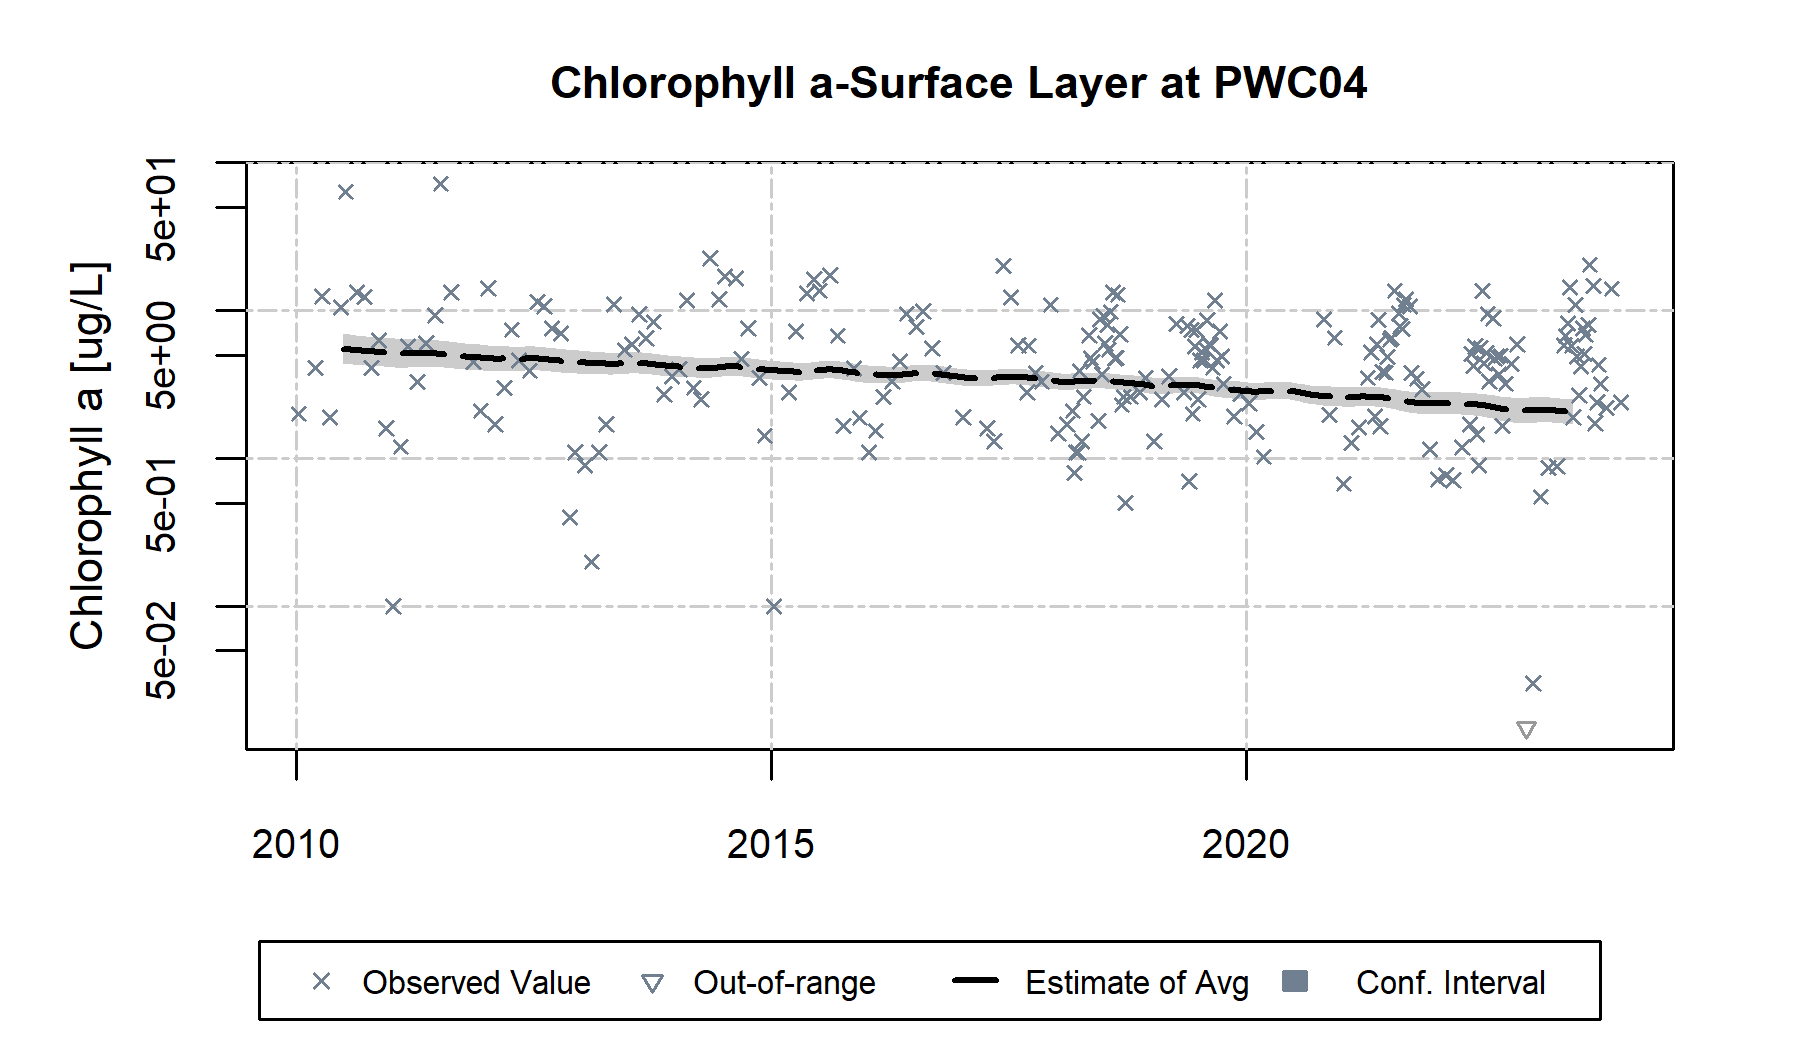 Chlorophyll a-Surface Layer at PWC04
Chlorophyll a [ug/L]
5e+01
5e+00
5e-01
5e-02
2010 2015 2020
Observed Value Out-of-range Estimate of Avg Conf. Interval